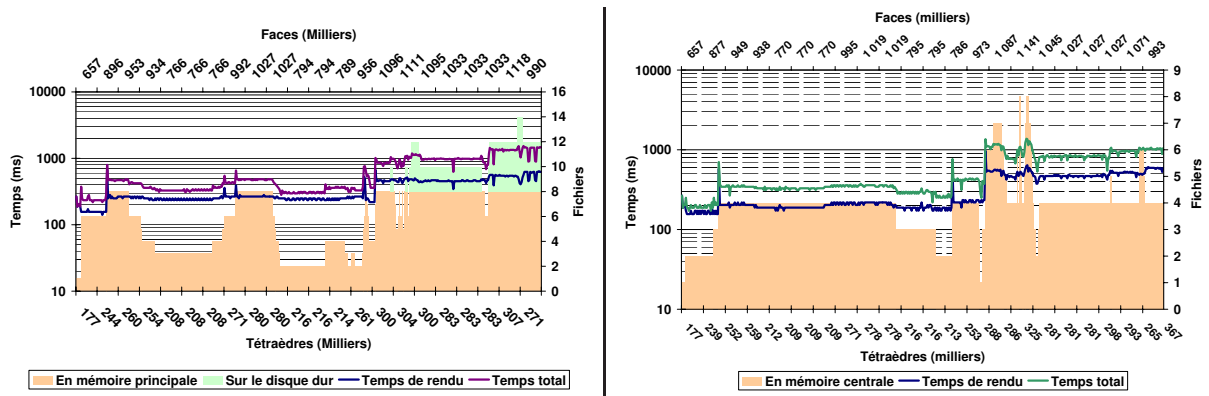 Faces (Milliers)
657 896 953 934 766 766 766 992 1027 1027 794 794 789 956 1096 1111 1095 1033 1033 1033 1118 990
10000 1000 100 10
Temps (ms)
16 14 12 10 8 6 4 2 0
Fichiers
177 244 260 254 208 208 208 271 280 280 216 216 214 261 300 304 300 283 283 283 307 271
Tétraèdres (Milliers)
En mémoire principale Sur le disque dur Temps de rendu Temps total
Faces (milliers)
657 877 949 938 770 770 770 995 1 019 1 019 795 795 786 973 1 087 1 141 1 045 1 027 1 027 1 027 1 071 993
10000 1000 100 10
Temps (ms)
9 8 7 6 5 4 3 2 1 0
Fichiers
177 239 252 259 212 209 209 271 278 278 216 216 213 253 288 286 325 281 281 298 293 265 367
Tétraèdres (milliers)
En mémoire centrale Temps de rendu Temps total